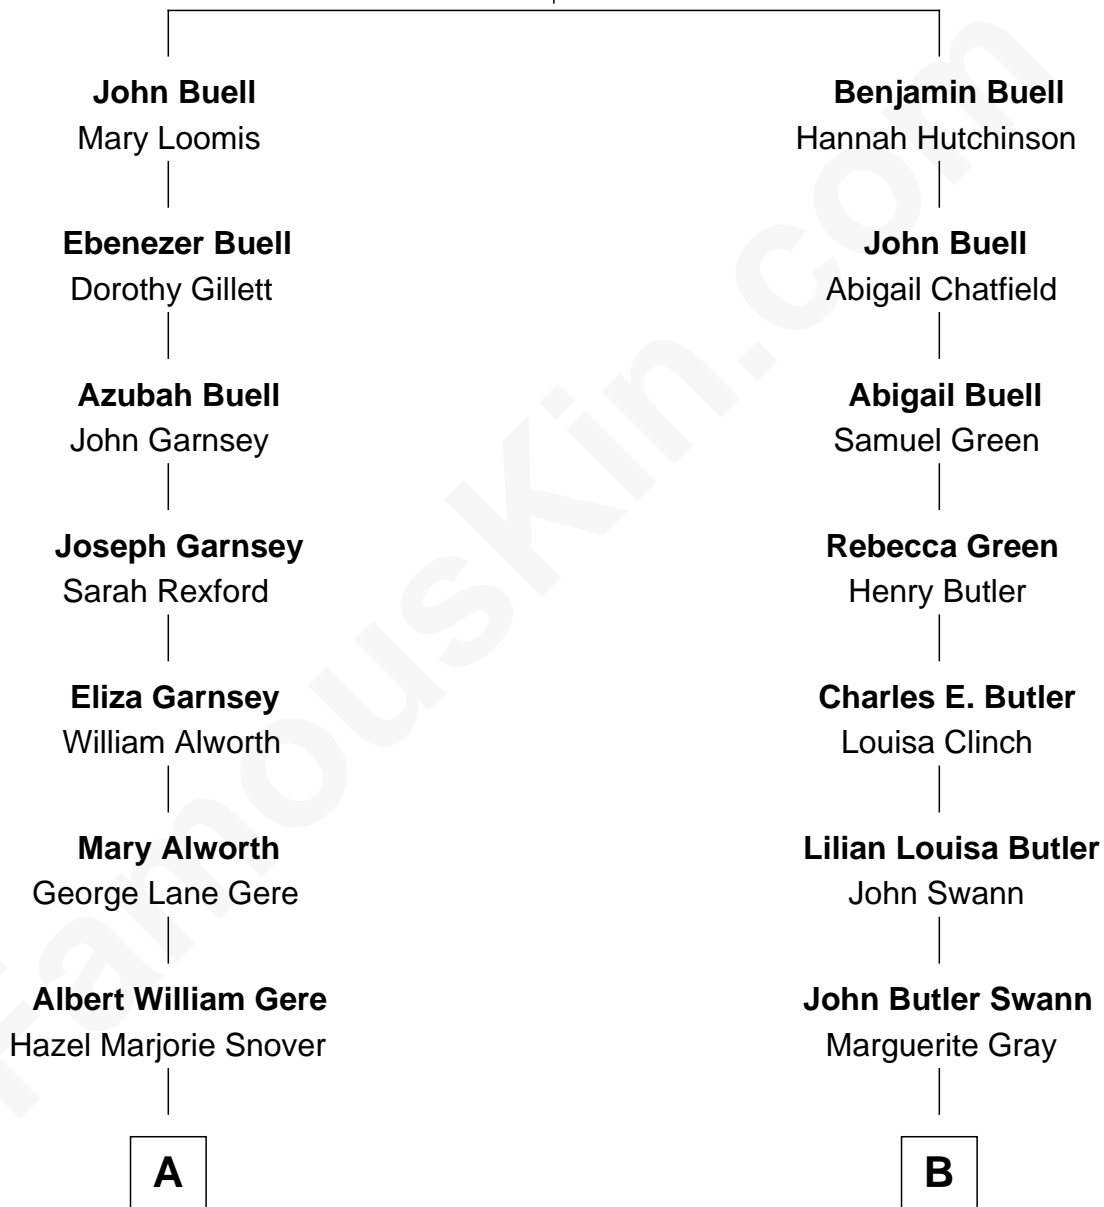 John Buell
Mary Loomis
Ebenezer Buell
Dorothy Gillett
Azubah Buell
John Garnsey
Joseph Garnsey
Sarah Rexford
Eliza Garnsey
William Alworth
Mary Alworth
George Lane Gere
Albert William Gere
Hazel Marjorie Snover
A
Benjamin Buell
Hannah Hutchinson
John Buell
Abigail Chatfield
Abigail Buell
Samuel Green
Rebecca Green
Henry Butler
Charles E. Butler
Louisa Clinch
Lilian Louisa Butler
John Swann
John Butler Swann
Marguerite Gray
B
FamousKin.com